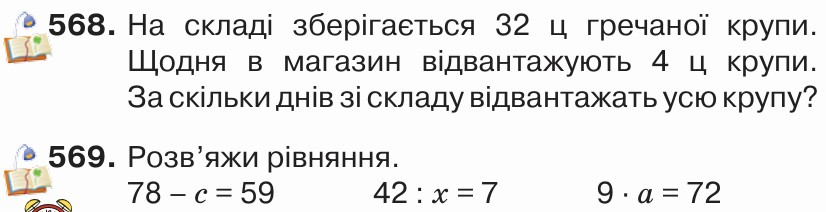 568. На складі зберігається 32 ц гречаної крупи.
Щодня в магазин відвантажують 4 ц крупи.
За скільки днів зі складу відвантажать усю крупу?
569. Розв’яжи рівняння.
78 – c = 59 42 : x = 7 9 · a = 72